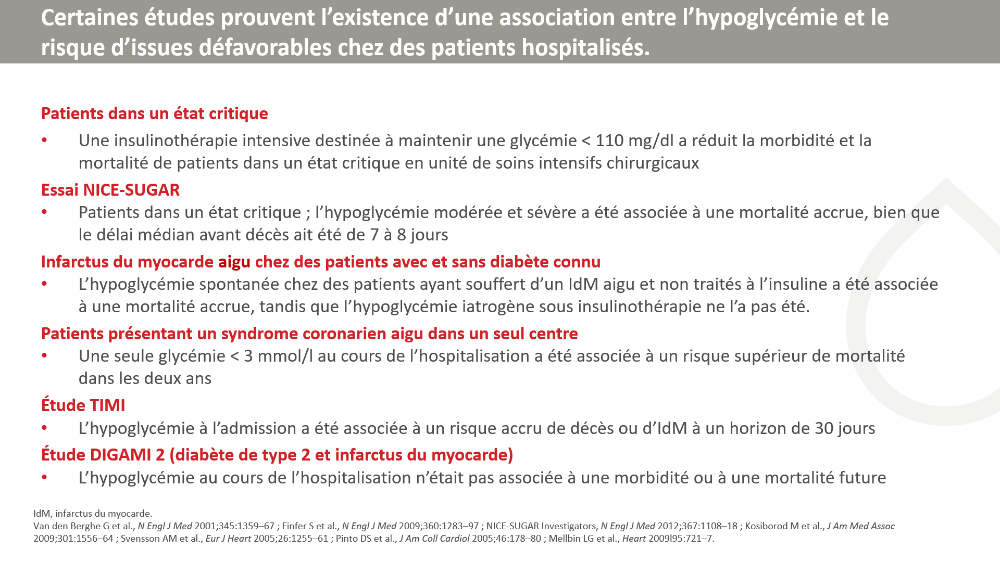 Certaines études prouvent l’existence d’une association entre l’hypoglycémie et le
risque d’issues défavorables chez des patients hospitalisés.
Patients dans un état critique
• Une insulinothérapie intensive destinée à maintenir une glycémie < 110 mg/dl a réduit la morbidité et la
mortalité de patients dans un état critique en unité de soins intensifs chirurgicaux
Essai NICE-SUGAR
• Patients dans un état critique ; l’hypoglycémie modérée et sévère a été associée à une mortalité accrue, bien que
le délai médian avant décès ait été de 7 à 8 jours
Infarctus du myocarde aigu chez des patients avec et sans diabète connu
• L’hypoglycémie spontanée chez des patients ayant souffert d’un IdM aigu et non traités à l’insuline a été associée
à une mortalité accrue, tandis que l’hypoglycémie iatrogène sous insulinothérapie ne l’a pas été.
Patients présentant un syndrome coronarien aigu dans un seul centre
• Une seule glycémie < 3 mmol/l au cours de l’hospitalisation a été associée à un risque supérieur de mortalité
dans les deux ans
Étude TIMI
• L’hypoglycémie à l’admission a été associée à un risque accru de décès ou d’IdM à un horizon de 30 jours
Étude DIGAMI 2 (diabète de type 2 et infarctus du myocarde)
• L’hypoglycémie au cours de l’hospitalisation n’était pas associée à une morbidité ou à une mortalité future
IdM, infarctus du myocarde.
Van den Berghe G et al., N Engl J Med 2001;345:1359–67 ; Finfer S et al., N Engl J Med 2009;360:1283–97 ; NICE-SUGAR Investigators, N Engl J Med 2012;367:1108–18 ; Kosiborod M et al., J Am Med Assoc
2009;301:1556–64 ; Svensson AM et al., Eur J Heart 2005;26:1255–61 ; Pinto DS et al., J Am Coll Cardiol 2005;46:178–80 ; Mellbin LG et al., Heart 2009l95:721–7.